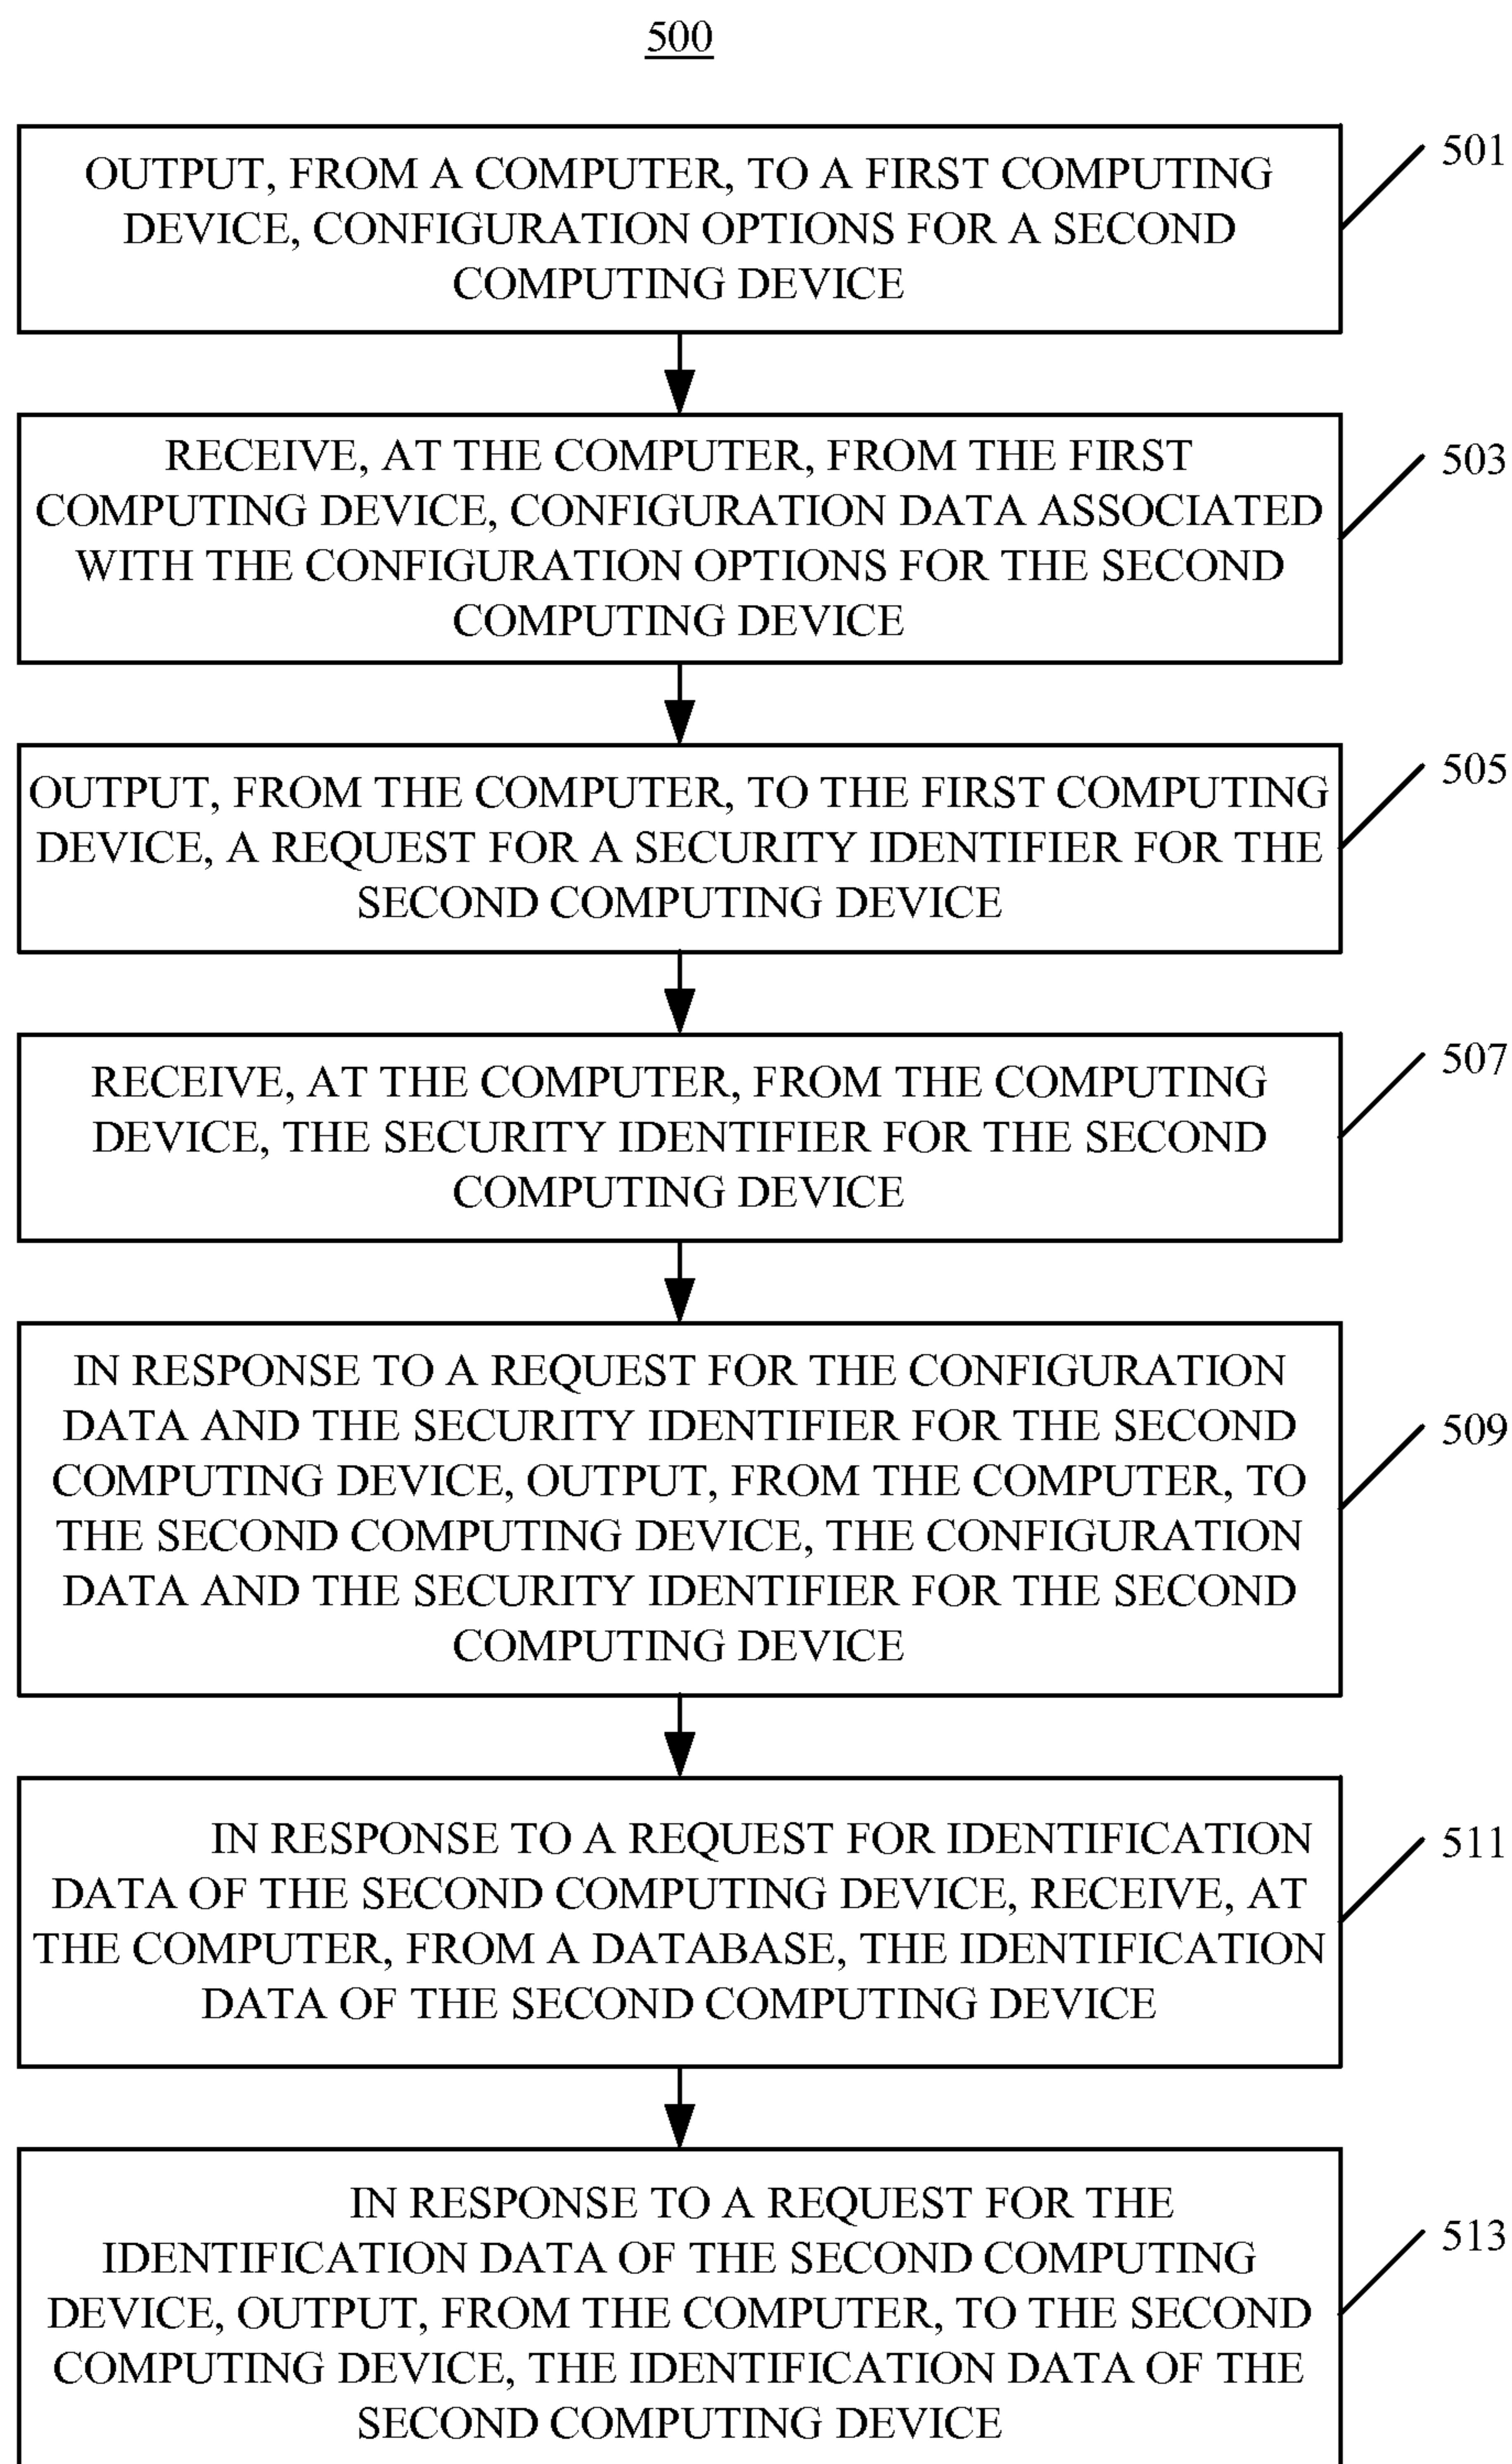 500
OUTPUT, FROM A COMPUTER, TO A FIRST COMPUTING
DEVICE, CONFIGURATION OPTIONS FOR A SECOND
COMPUTING DEVICE
501
RECEIVE, AT THE COMPUTER, FROM THE FIRST
COMPUTING DEVICE, CONFIGURATION DATA ASSOCIATED
WITH THE CONFIGURATION OPTIONS FOR THE SECOND
COMPUTING DEVICE
503
OUTPUT, FROM THE COMPUTER, TO THE FIRST COMPUTING
DEVICE, A REQUEST FOR A SECURITY IDENTIFIER FOR THE
SECOND COMPUTING DEVICE
505
RECEIVE, AT THE COMPUTER, FROM THE COMPUTING
DEVICE, THE SECURITY IDENTIFIER FOR THE SECOND
COMPUTING DEVICE
507
IN RESPONSE TO A REQUEST FOR THE CONFIGURATION
DATA AND THE SECURITY IDENTIFIER FOR THE SECOND
COMPUTING DEVICE, OUTPUT, FROM THE COMPUTER, TO
THE SECOND COMPUTING DEVICE, THE CONFIGURATION
DATA AND THE SECURITY IDENTIFIER FOR THE SECOND
COMPUTING DEVICE
509
IN RESPONSE TO A REQUEST FOR IDENTIFICATION
DATA OF THE SECOND COMPUTING DEVICE, RECEIVE, AT
THE COMPUTER, FROM A DATABASE, THE IDENTIFICATION
DATA OF THE SECOND COMPUTING DEVICE
511
IN RESPONSE TO A REQUEST FOR THE
IDENTIFICATION DATA OF THE SECOND COMPUTING
DEVICE, OUTPUT, FROM THE COMPUTER, TO THE SECOND
COMPUTING DEVICE, THE IDENTIFICATION DATA OF THE
SECOND COMPUTING DEVICE
513